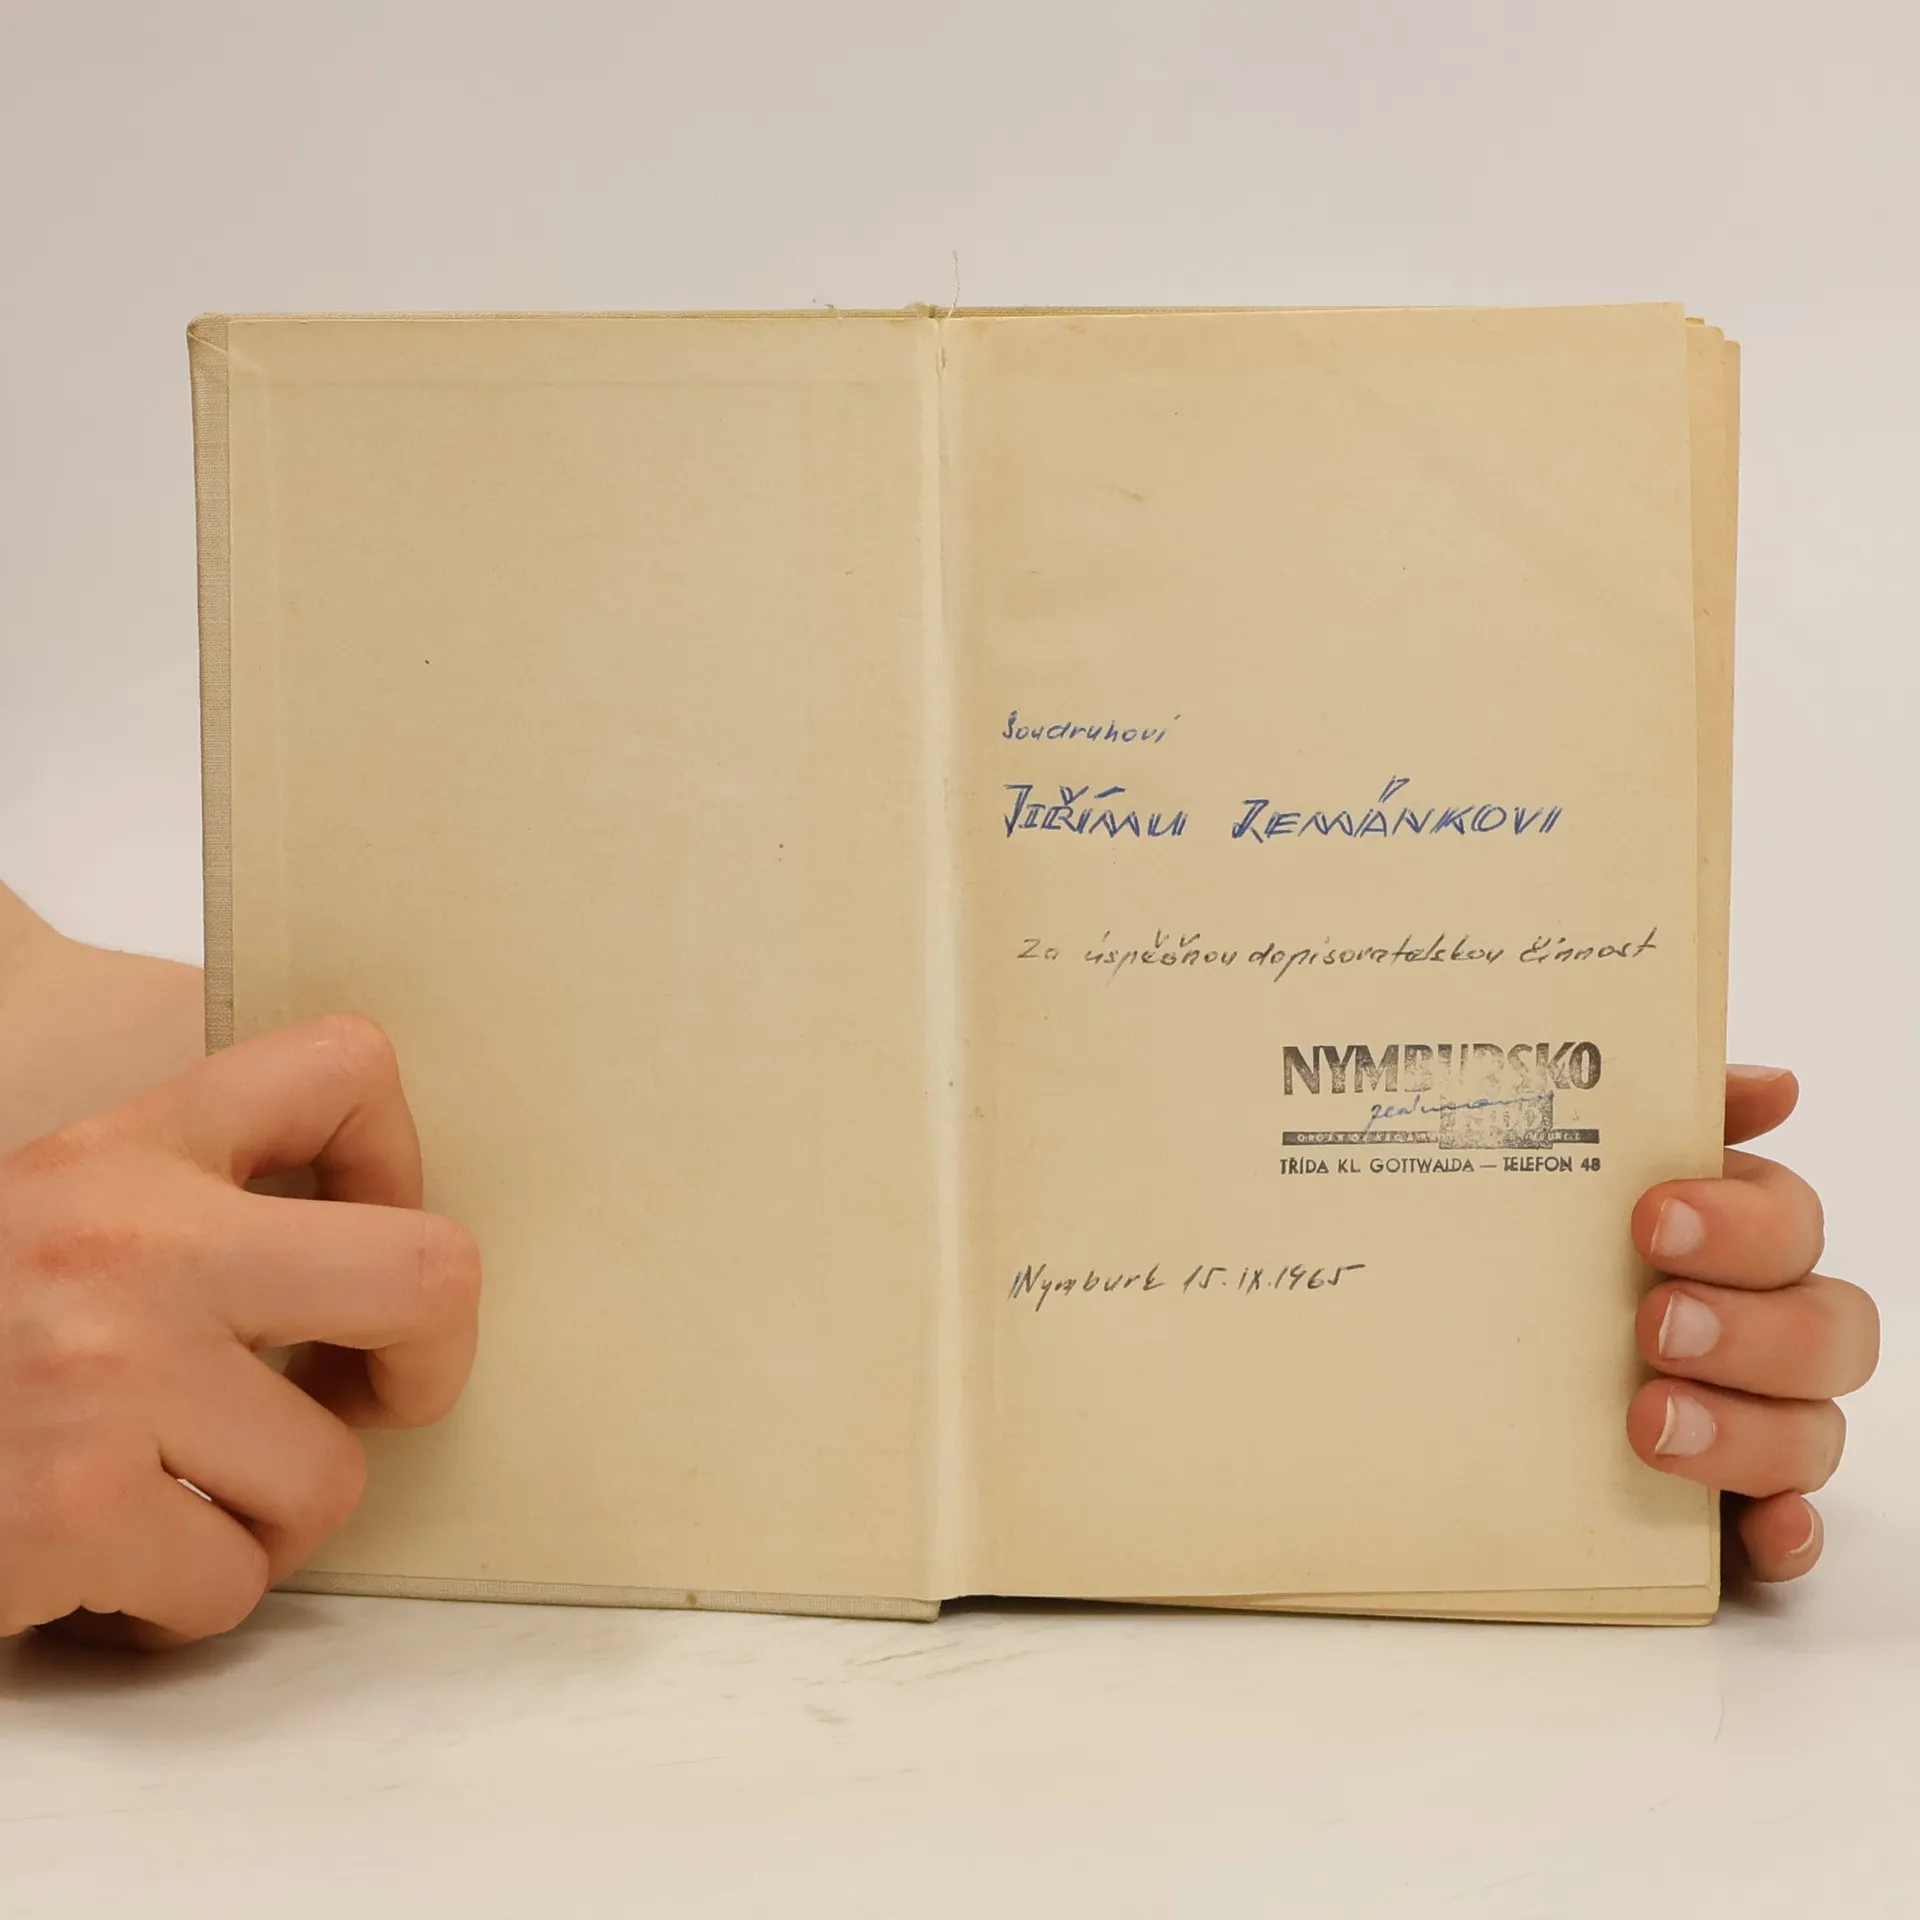 Soudruhovi
JIŘÍMU ZEMÁNKOVI
Za úspěšnou dopisovatelskou činnost
NYMBURSKO
TŘÍDA KL. GOTTWALDA — TELEFON 48
Nymburk 15.IX.1965